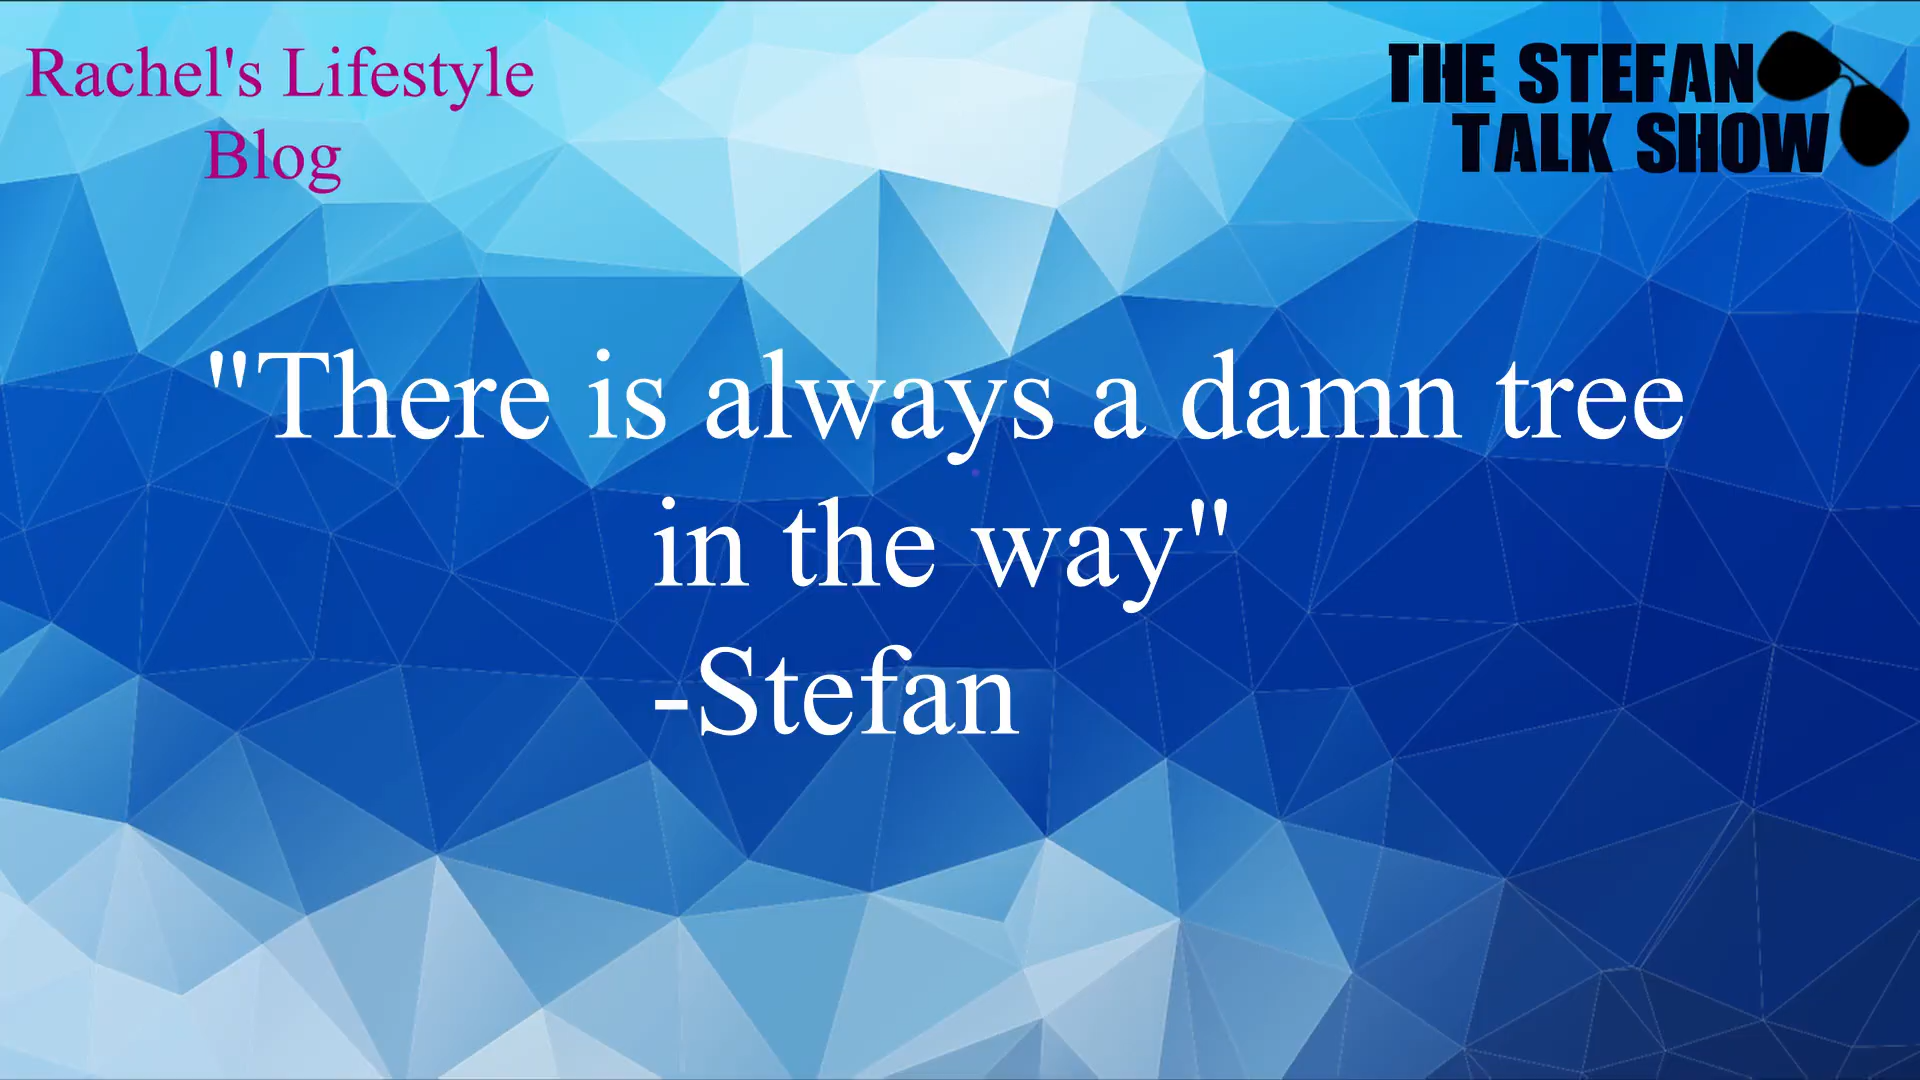 Rachel's Lifestyle
Blog
THE STEFAN
TALK SHOW
"There is always a damn tree
in the way"
-Stefan